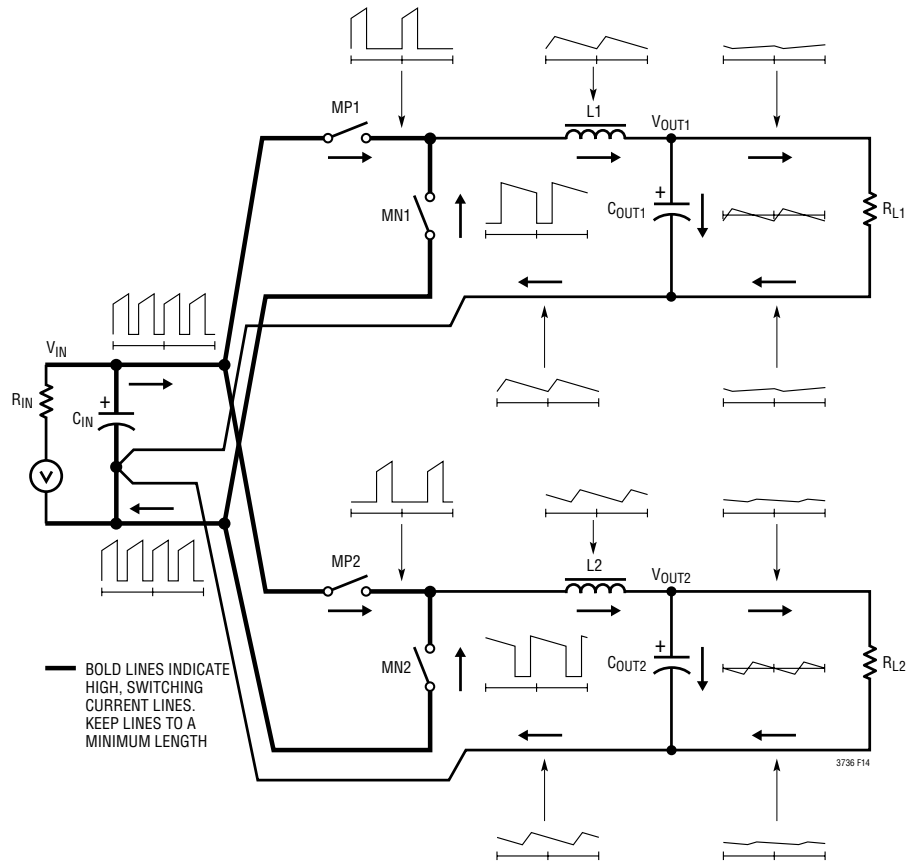 MP1
L1
VOUT1
MN1
+
COUT1
RL1
VIN
RIN
+
CIN
V
MP2
L2
VOUT2
MN2
+
COUT2
RL2
BOLD LINES INDICATE
HIGH, SWITCHING
CURRENT LINES.
KEEP LINES TO A
MINIMUM LENGTH
3736 F14